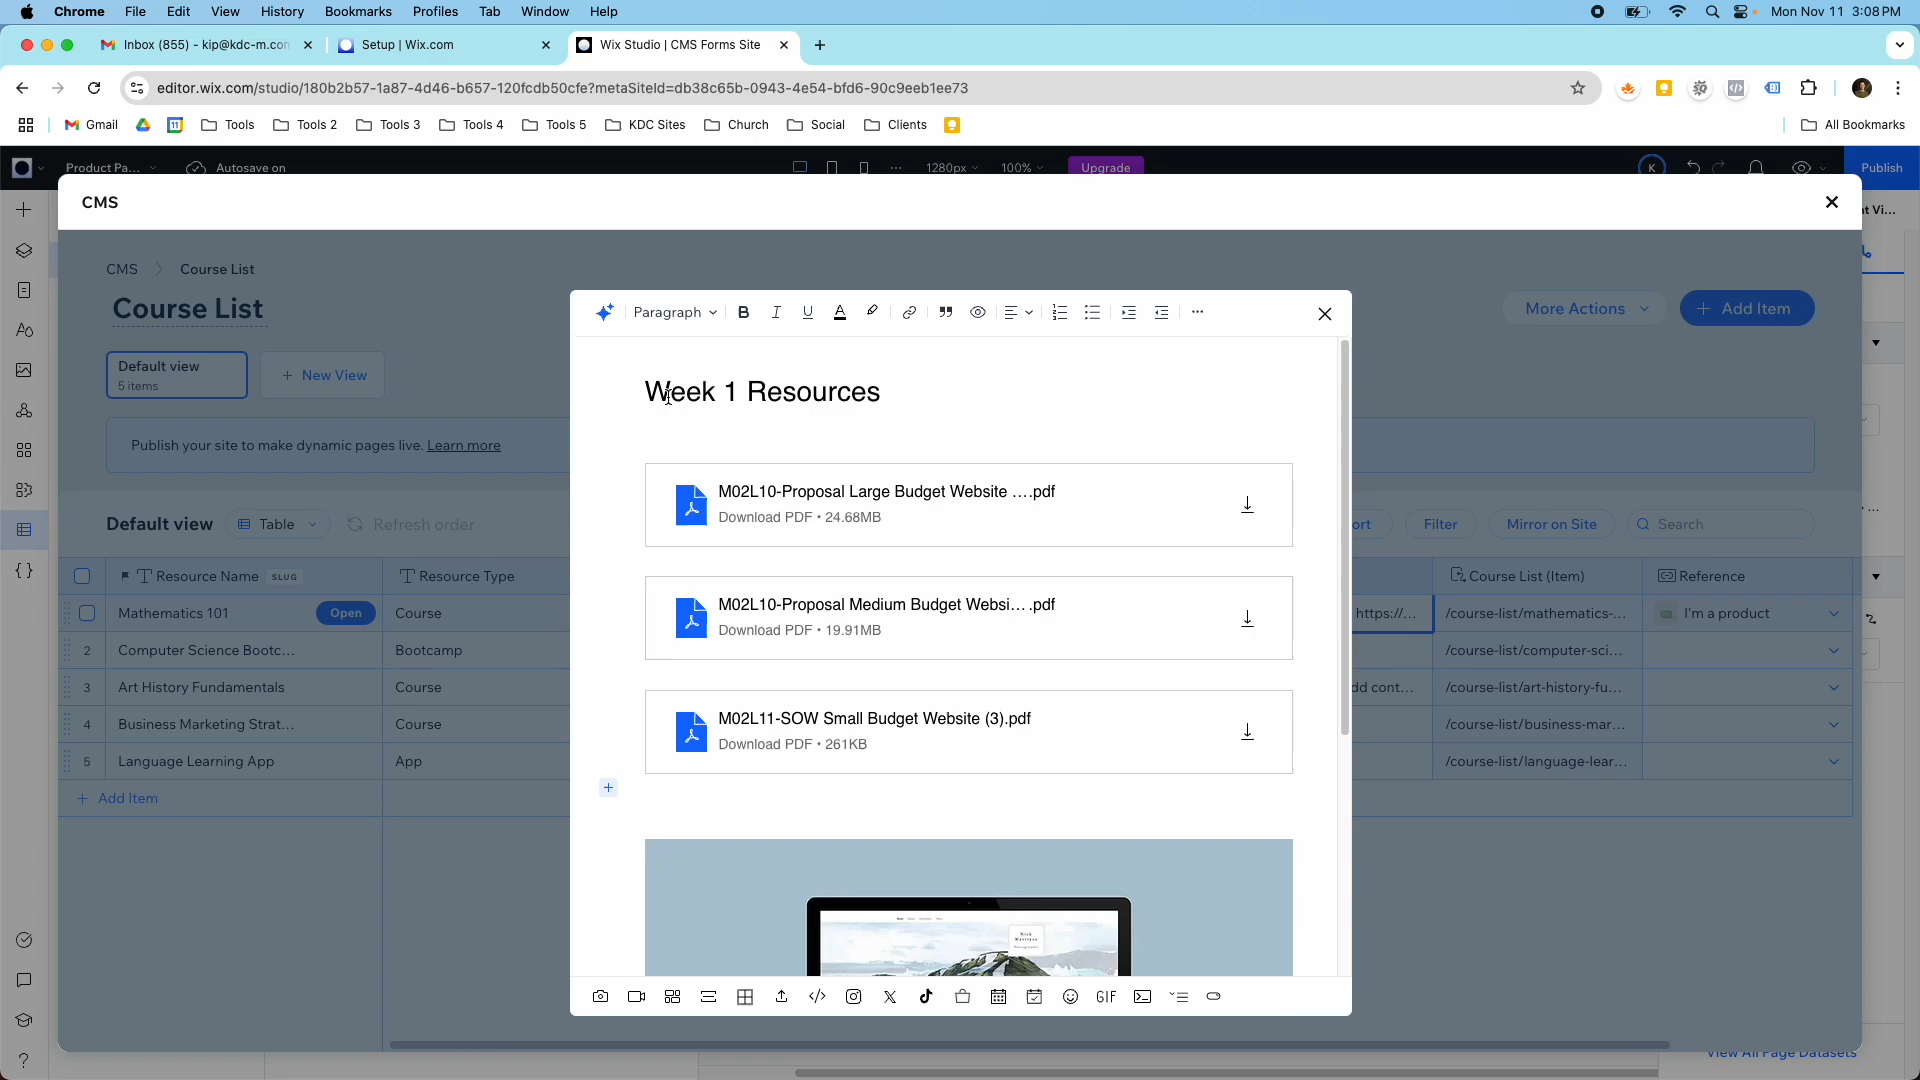 Chrome File Edit View History Bookmarks Profiles Tab Window Help Mon Nov 11 3:08 PM
Inbox (855) - kip@kdc-m.con Setup | Wix.com Wix Studio | CMS Forms Site
editor.wix.com/studio/180b2b57-1a87-4d46-b657-120fcdb50cfe?metaSiteId=db38c65b-0943-4e54-bfd6-90c9eeb1ee73
Gmail Tools Tools 2 Tools 3 Tools 4 Tools 5 KDC Sites Church Social Clients All Bookmarks
Product Pa... Autosave on 1280px 100% Upgrade K Publish
CMS
CMS Course List
Course List
More Actions Add Item
Default view
5 items
New View
Publish your site to make dynamic pages live. Learn more
Default view Table Refresh order Filter Mirror on Site Search
Resource Name SLUG Resource Type Course List (Item) Reference
Mathematics 101 Open Course https://... /course-list/mathematics-... I'm a product
2 Computer Science Bootc... Bootcamp /course-list/computer-sci...
3 Art History Fundamentals Course dd cont... /course-list/art-history-fu...
4 Business Marketing Strat... Course /course-list/business-mar...
5 Language Learning App App /course-list/language-lear...
Add Item
Paragraph B I U A
Week 1 Resources
M02L10-Proposal Large Budget Website ....pdf
Download PDF • 24.68MB
M02L10-Proposal Medium Budget Websi... .pdf
Download PDF • 19.91MB
M02L11-SOW Small Budget Website (3).pdf
Download PDF • 261KB
GIF
View All Page Datasets